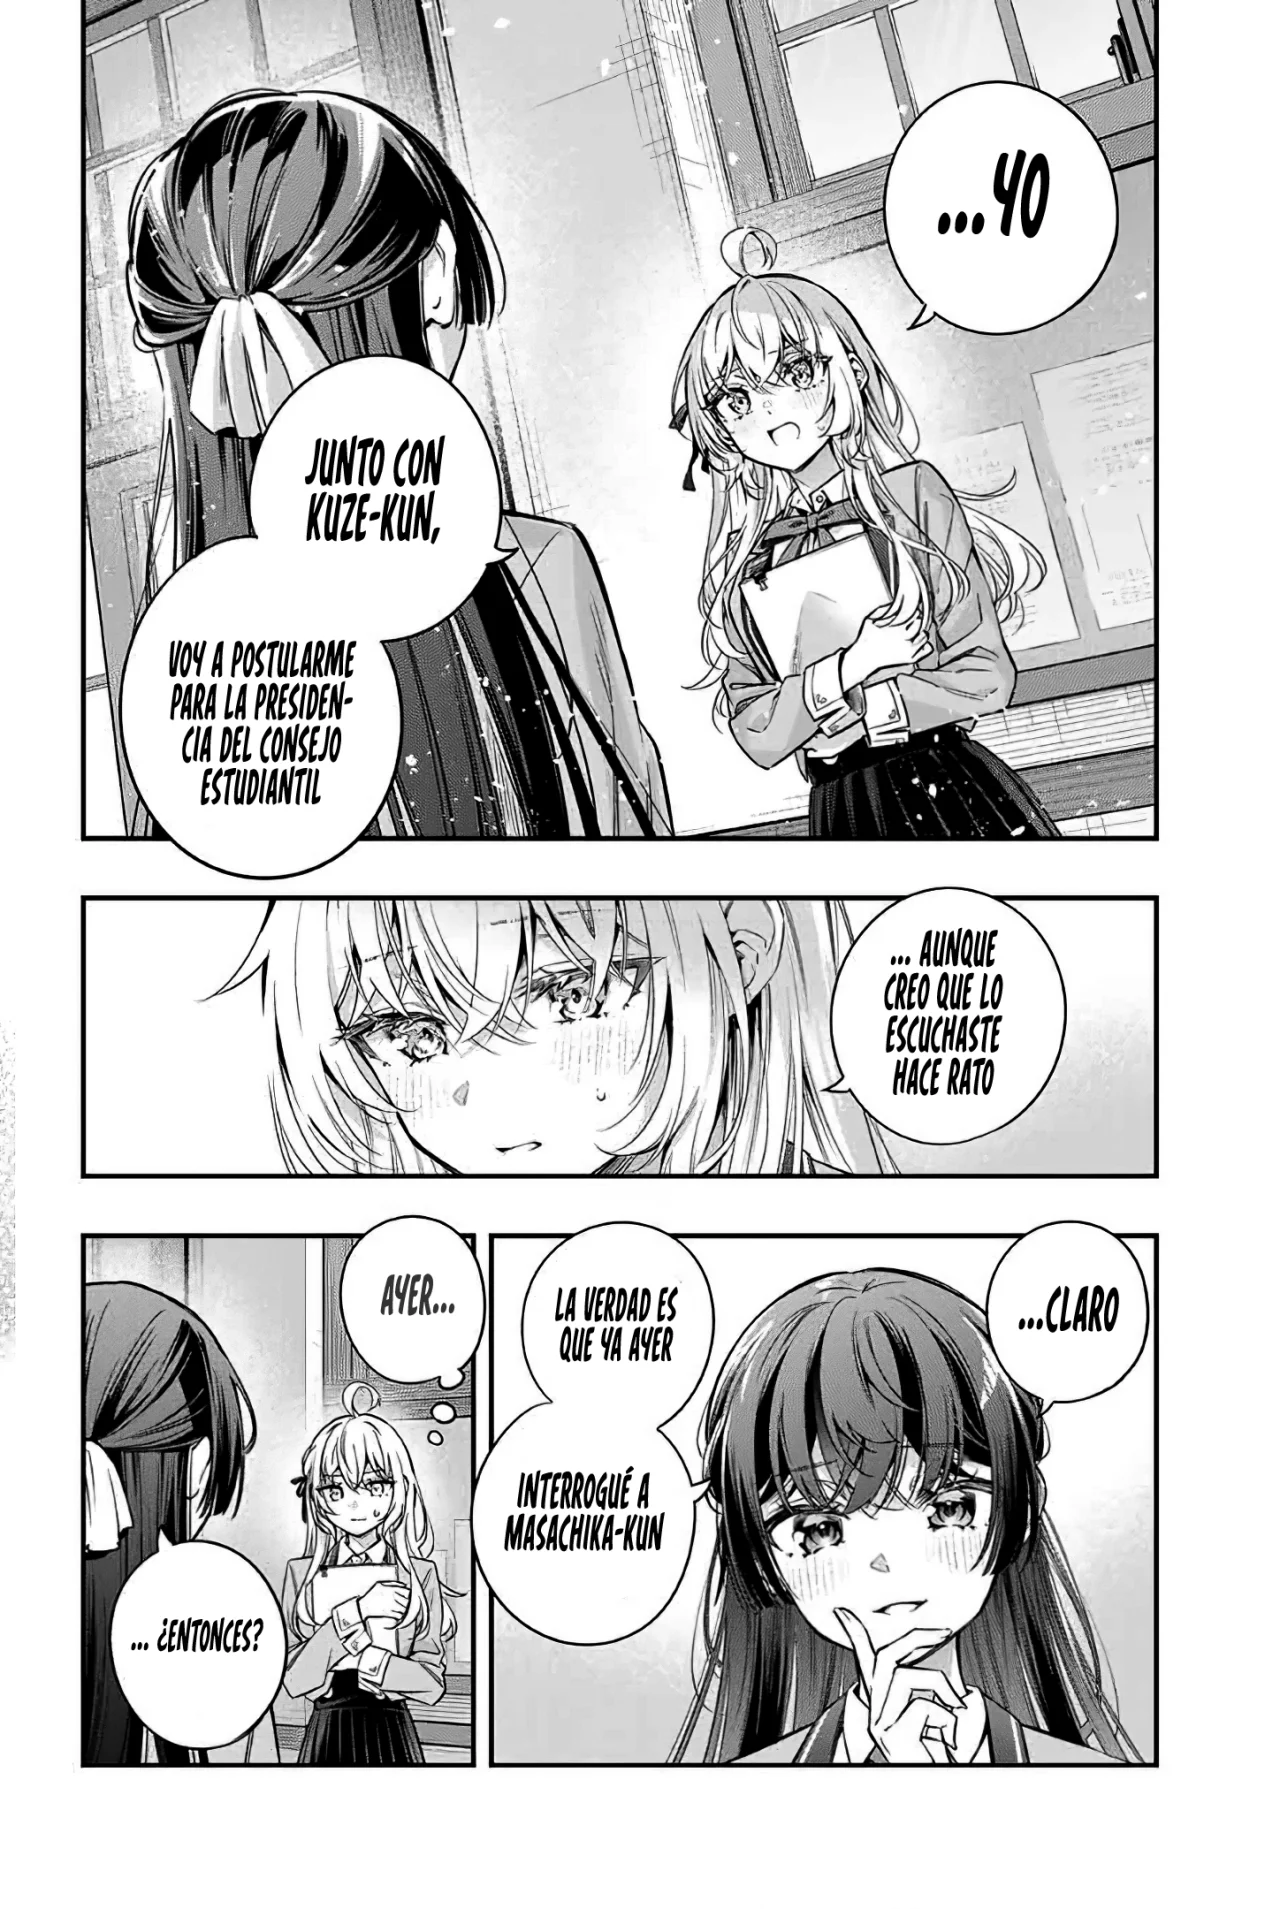 ...YO
JUNTO CON
KUZE-KUN,
VOY A POSTULARME
PARA LA PRESIDEN-
CIA DEL CONSEJO
ESTUDIANTIL
... AUNQUE
CREO QUE LO
ESCUCHASTE
HACE RATO
...CLARO
LA VERDAD ES
QUE YA AYER
INTERROGUÉ A
MASACHIKA-KUN
AYER...
... ¿ENTONCES?